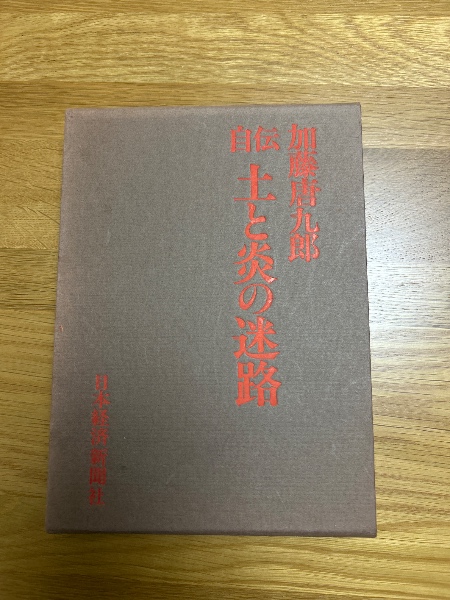 加藤唐九郎
自伝
土と炎の迷路
日本経済新聞社